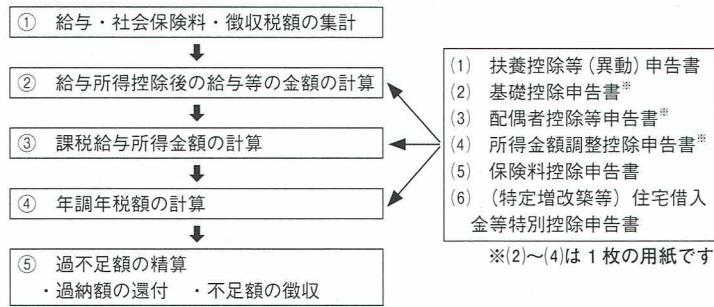 ① 給与・社会保険料・徴収税額の集計
② 給与所得控除後の給与等の金額の計算
③ 課税給与所得金額の計算
④ 年調年税額の計算
⑤ 過不足額の精算
・過納額の還付 ・不足額の徴収
(1) 扶養控除等(異動)申告書
(2) 基礎控除申告書※
(3) 配偶者控除等申告書※
(4) 所得金額調整控除申告書※
(5) 保険料控除申告書
(6) (特定増改築等)住宅借入
金等特別控除申告書
※(2)～(4)は1枚の用紙です